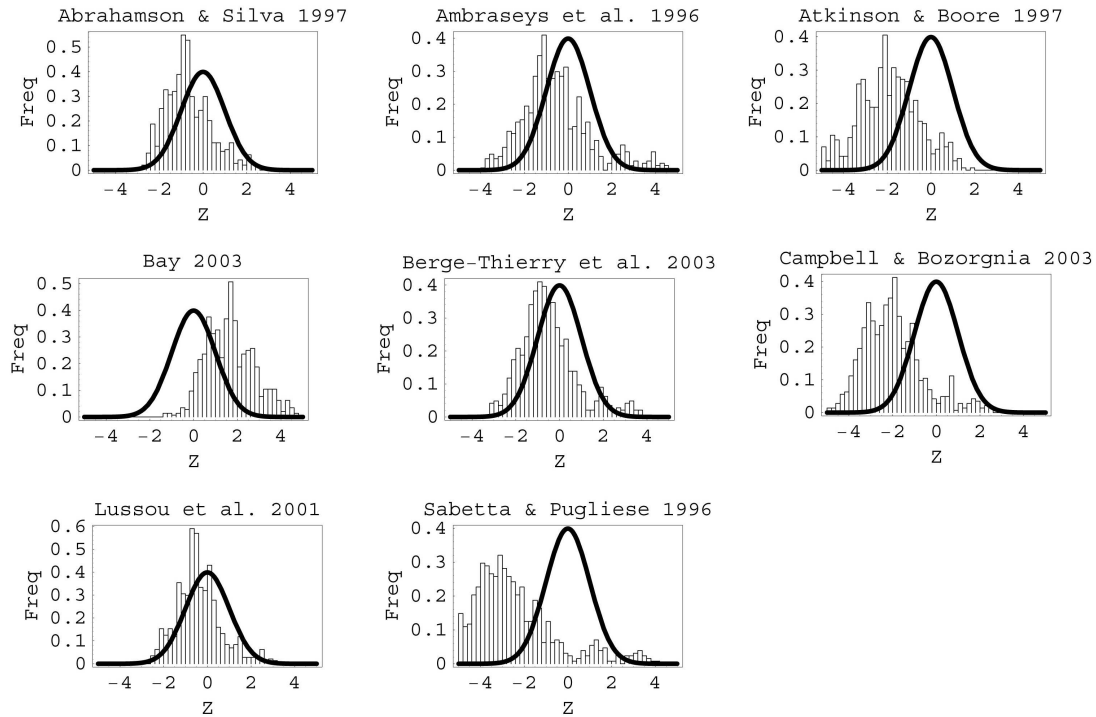 Abrahamson & Silva 1997
Freq
0.5
0.4
0.3
0.2
0.1
0
-4 -2 0 2 4
Z
Ambraseys et al. 1996
Freq
0.4
0.3
0.2
0.1
0
-4 -2 0 2 4
Z
Atkinson & Boore 1997
Freq
0.4
0.3
0.2
0.1
0
-4 -2 0 2 4
Z
Bay 2003
Freq
0.5
0.4
0.3
0.2
0.1
0
-4 -2 0 2 4
Z
Berge-Thierry et al. 2003
Freq
0.4
0.3
0.2
0.1
0
-4 -2 0 2 4
Z
Campbell & Bozorgnia 2003
Freq
0.4
0.3
0.2
0.1
0
-4 -2 0 2 4
Z
Lussou et al. 2001
Freq
0.6
0.5
0.4
0.3
0.2
0.1
0
-4 -2 0 2 4
Z
Sabetta & Pugliese 1996
Freq
0.4
0.3
0.2
0.1
0
-4 -2 0 2 4
Z